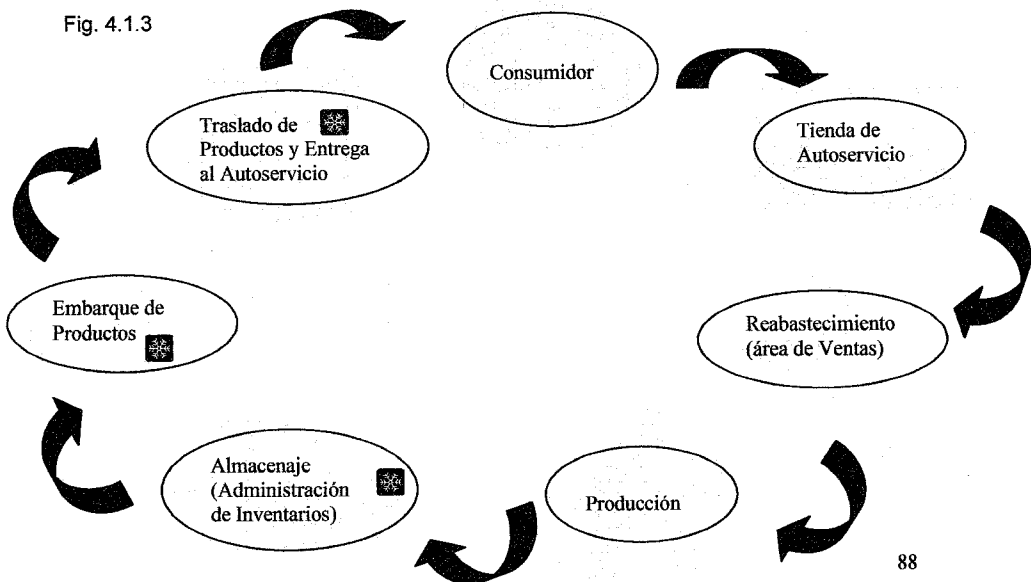 Fig. 4.1.3
Consumidor
Tienda de
Autoservicio
Reabastecimiento
(área de Ventas)
Producción
Almacenaje
(Administración
de Inventarios)
Embarque de
Productos
Traslado de
Productos y Entrega
al Autoservicio
88